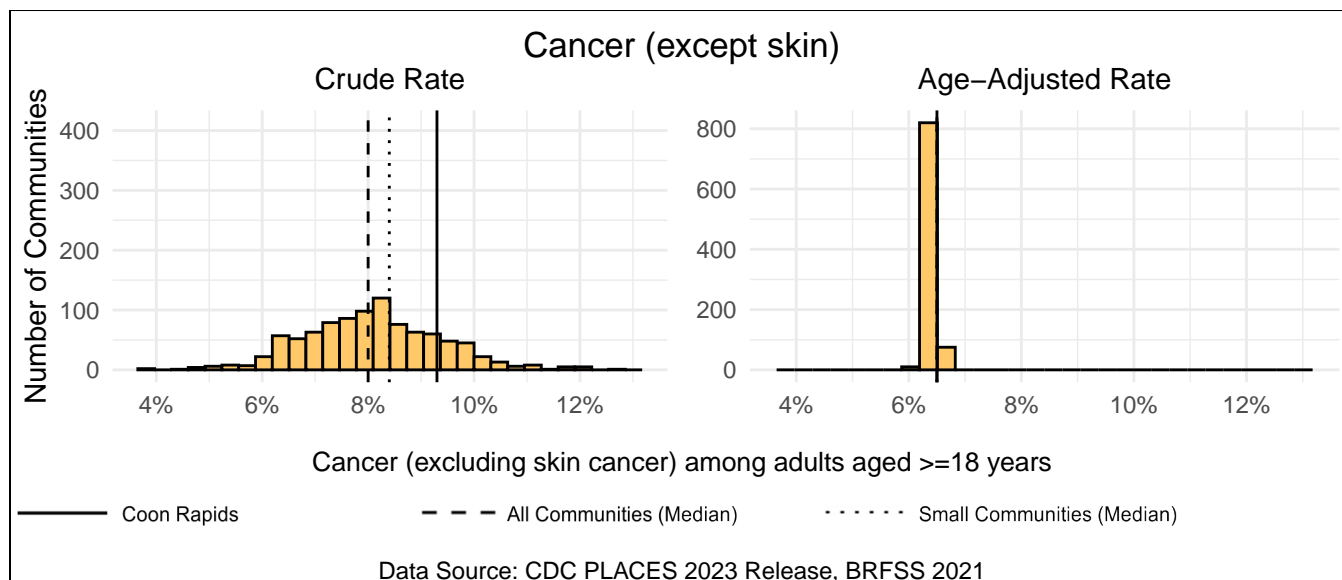 Cancer (except skin)
Crude Rate
Age−Adjusted Rate
Number of Communities
400
300
200
100
0
4%
6%
8%
10%
12%
800
600
400
200
0
4%
6%
8%
10%
12%
Cancer (excluding skin cancer) among adults aged >=18 years
Coon Rapids
All Communities (Median)
Small Communities (Median)
Data Source: CDC PLACES 2023 Release, BRFSS 2021